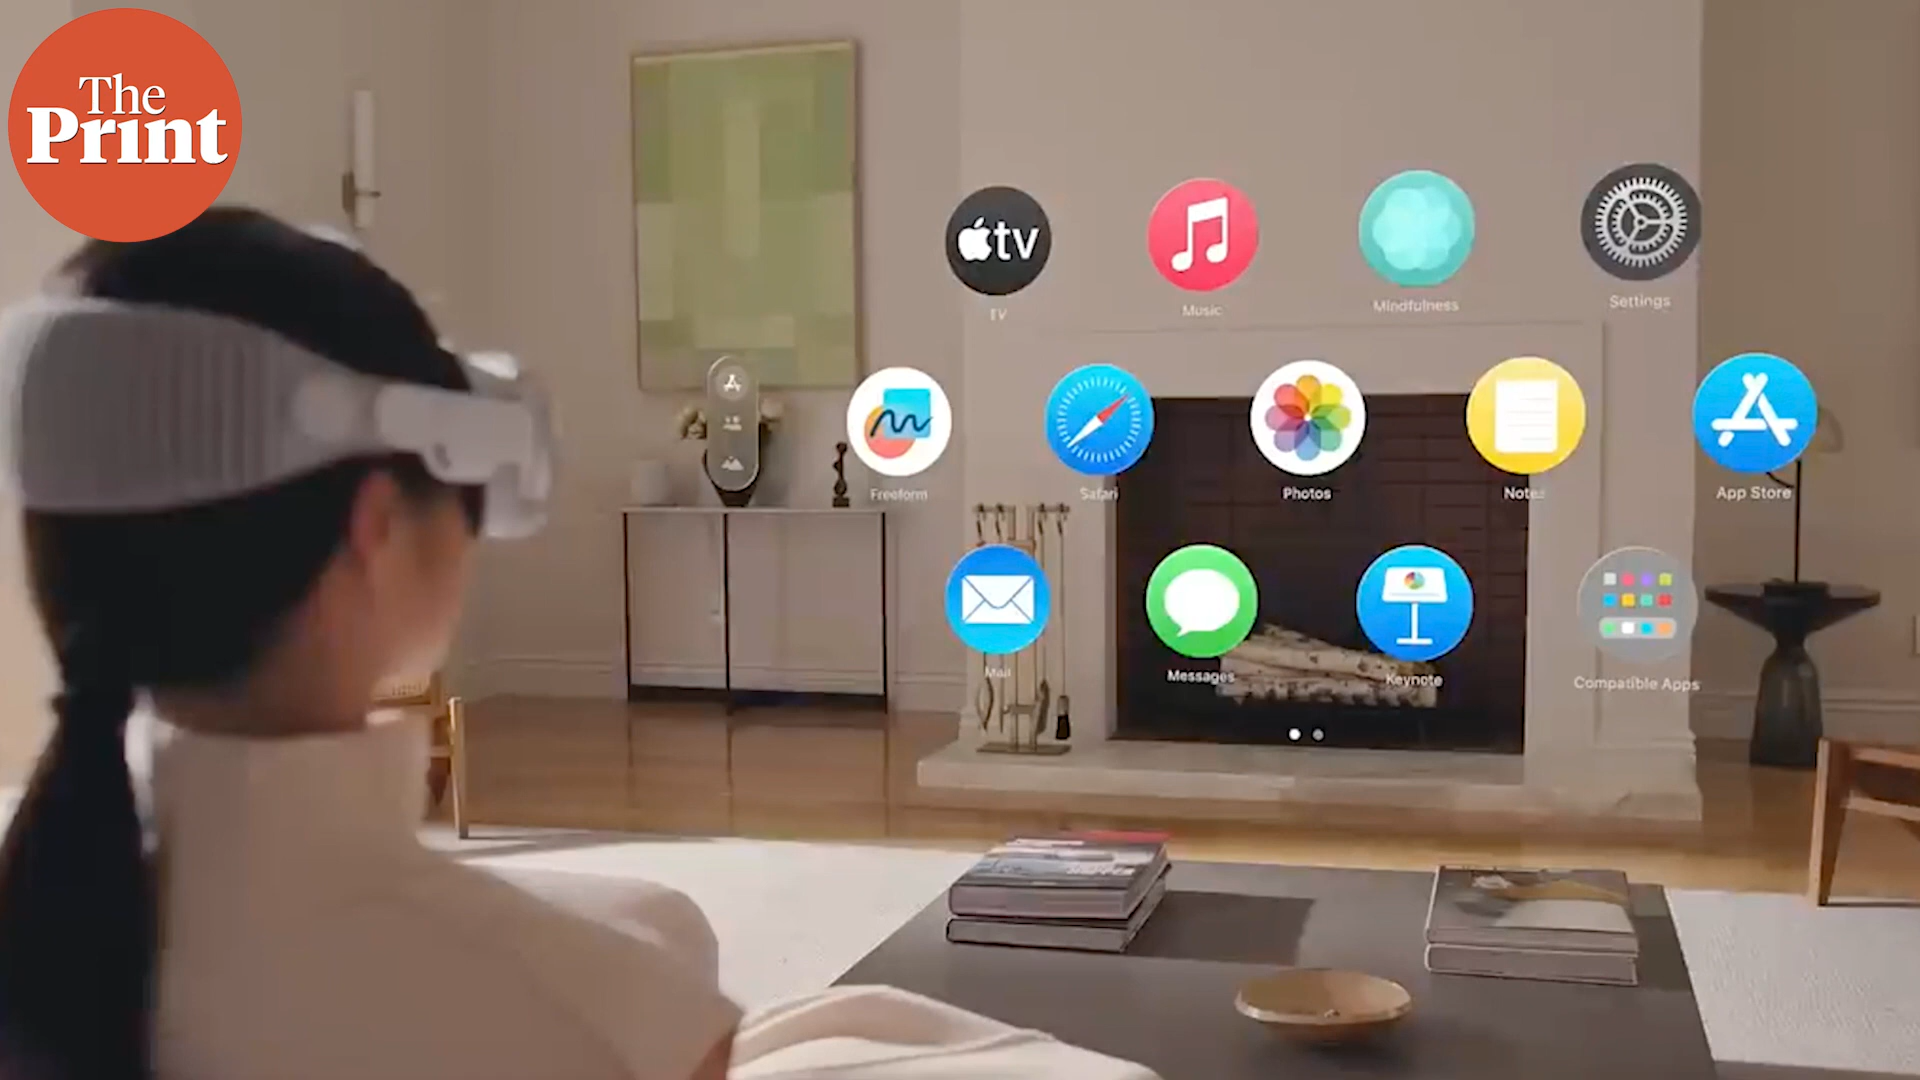 The
Print
tv
TV
Music
Mindfulness
Settings
Freeform
Safari
Photos
Notes
App Store
Mail
Messages
Keynote
Compatible Apps